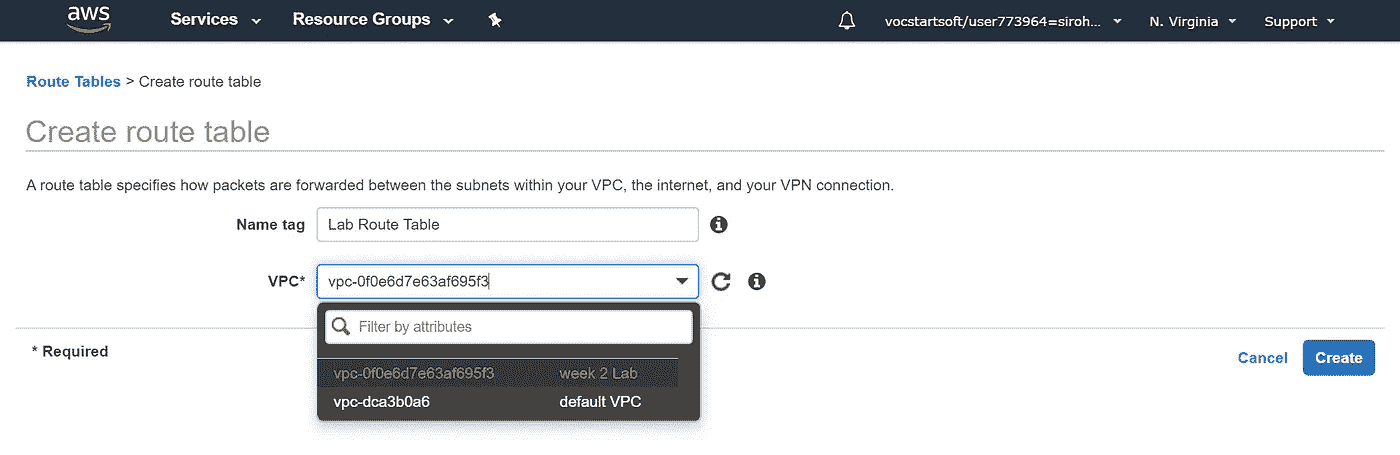 aws Services Resource Groups vocstartsoft/user773964=siroh... N. Virginia Support
Route Tables > Create route table
Create route table
A route table specifies how packets are forwarded between the subnets within your VPC, the internet, and your VPN connection.
Name tag Lab Route Table
VPC* vpc-0f0e6d7e63af695f3
Filter by attributes
* Required Cancel Create
vpc-0f0e6d7e63af695f3 week 2 Lab
vpc-dca3b0a6 default VPC